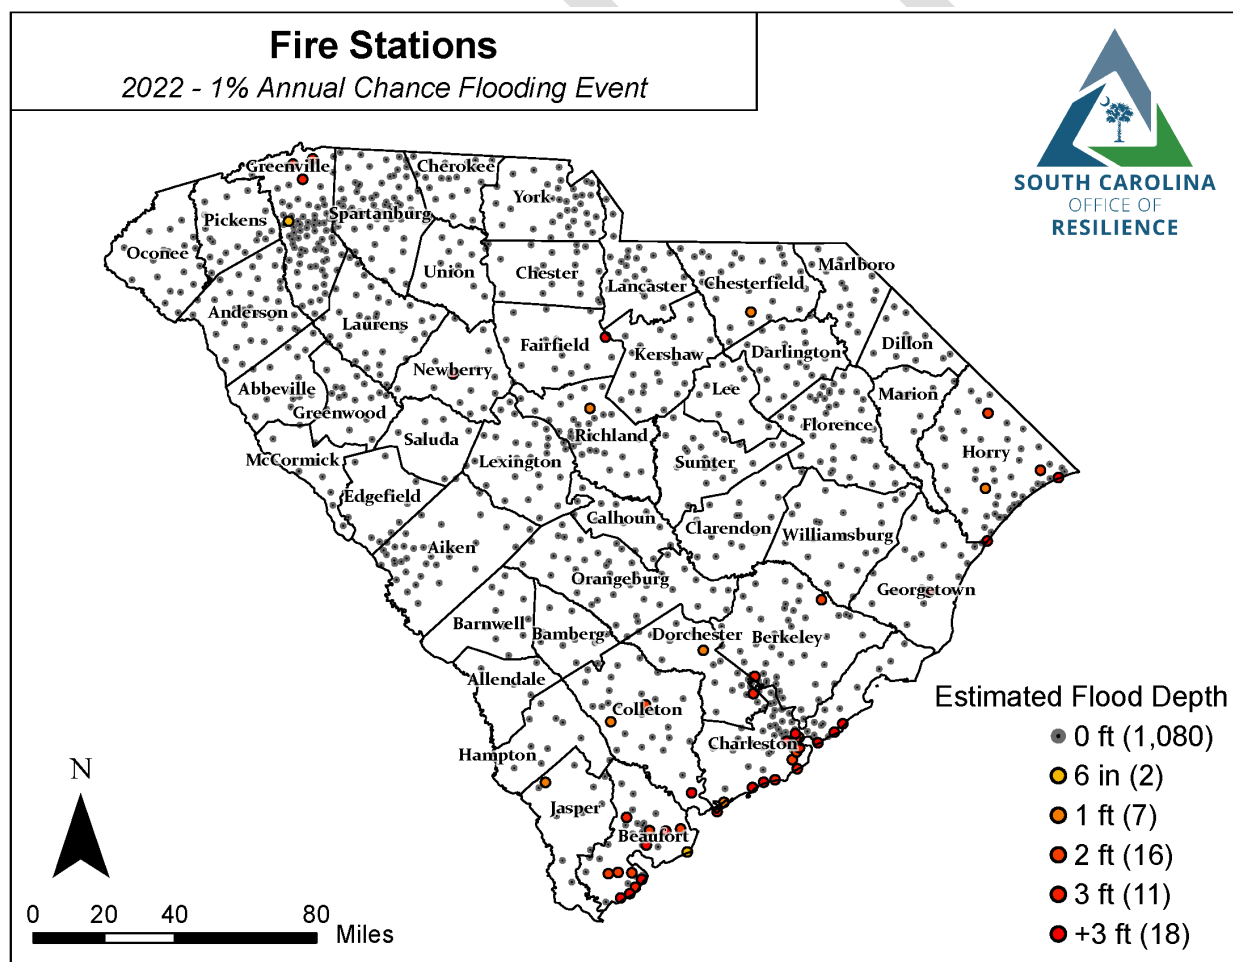 Fire Stations
2022 - 1% Annual Chance Flooding Event
SOUTH CAROLINA
OFFICE OF
RESILIENCE
Greenville
Cherokee
York
Pickens
Spartanburg
Oconee
Union
Chester
Lancaster
Chesterfield
Marlboro
Anderson
Laurens
Fairfield
Kershaw
Darlington
Dillon
Newberry
Abbeville
Greenwood
Lee
Marion
Saluda
Richland
Florence
Horry
McCormick
Lexington
Sumter
Edgefield
Calhoun
Clarendon
Williamsburg
Aiken
Orangeburg
Georgetown
Barnwell
Bamberg
Dorchester
Berkeley
Allendale
Colleton
Charleston
Hampton
Jasper
Beaufort
Estimated Flood Depth
0 ft (1,080)
6 in (2)
1 ft (7)
2 ft (16)
3 ft (11)
+3 ft (18)
N
0 20 40 80
Miles